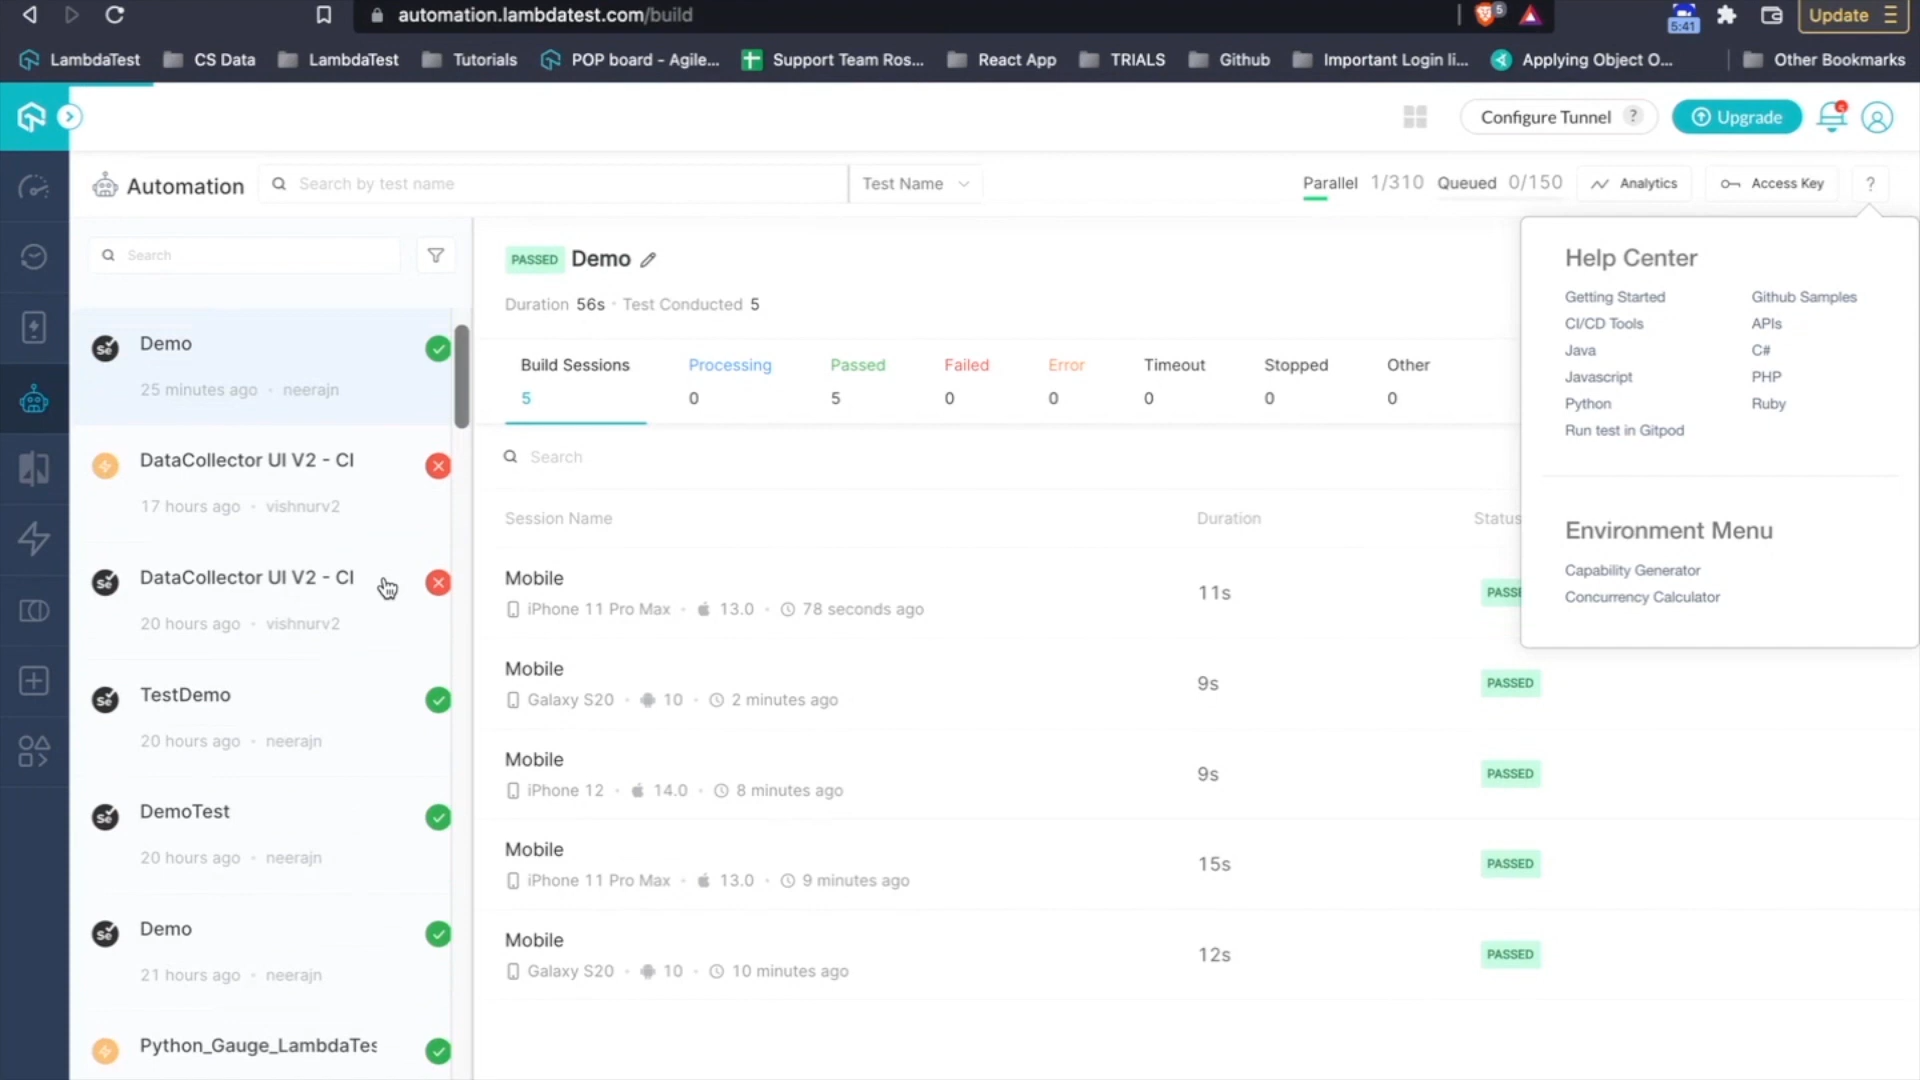 automation.lambdatest.com/build
5
5:41
Update
LambdaTest
CS Data
LambdaTest
Tutorials
POP board - Agile...
Support Team Ros...
React App
TRIALS
Github
Important Login li...
Applying Object O...
Other Bookmarks
Configure Tunnel ?
Upgrade
Automation
Search by test name
Test Name
Parallel 1/310
Queued 0/150
Analytics
Access Key
?
Search
Demo
25 minutes ago • neerajn
DataCollector UI V2 - CI
17 hours ago • vishnurv2
DataCollector UI V2 - CI
20 hours ago • vishnurv2
TestDemo
20 hours ago • neerajn
DemoTest
20 hours ago • neerajn
Demo
21 hours ago • neerajn
Python_Gauge_LambdaTes
PASSED Demo
Duration 56s • Test Conducted 5
Build Sessions Processing Passed Failed Error Timeout Stopped Other
5 0 5 0 0 0 0 0
Search
Session Name Duration Status
Mobile
iPhone 11 Pro Max • 13.0 • 78 seconds ago
11s
PASSE
Mobile
Galaxy S20 • 10 • 2 minutes ago
9s
PASSED
Mobile
iPhone 12 • 14.0 • 8 minutes ago
9s
PASSED
Mobile
iPhone 11 Pro Max • 13.0 • 9 minutes ago
15s
PASSED
Mobile
Galaxy S20 • 10 • 10 minutes ago
12s
PASSED
Help Center
Getting Started Github Samples
CI/CD Tools APIs
Java C#
Javascript PHP
Python Ruby
Run test in Gitpod
Environment Menu
Capability Generator
Concurrency Calculator